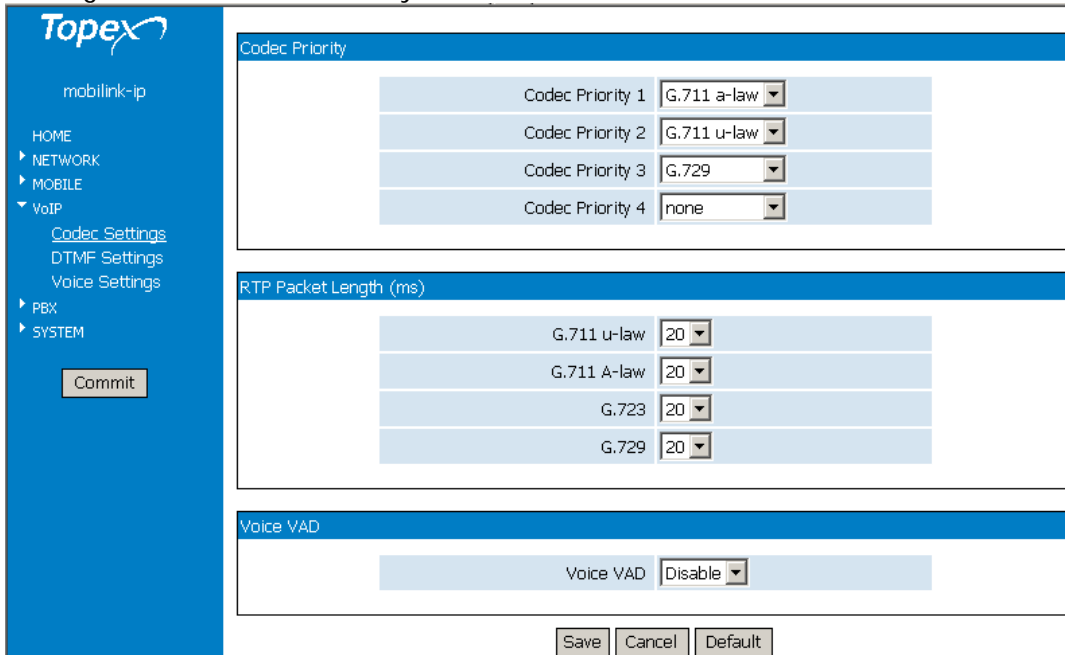 Topex
mobilink-ip
HOME
NETWORK
MOBILE
VoIP
Codec Settings
DTMF Settings
Voice Settings
PBX
SYSTEM
Commit
Codec Priority
Codec Priority 1 G.711 a-law
Codec Priority 2 G.711 u-law
Codec Priority 3 G.729
Codec Priority 4 none
RTP Packet Length (ms)
G.711 u-law 20
G.711 A-law 20
G.723 20
G.729 20
Voice VAD
Voice VAD Disable
Save Cancel Default